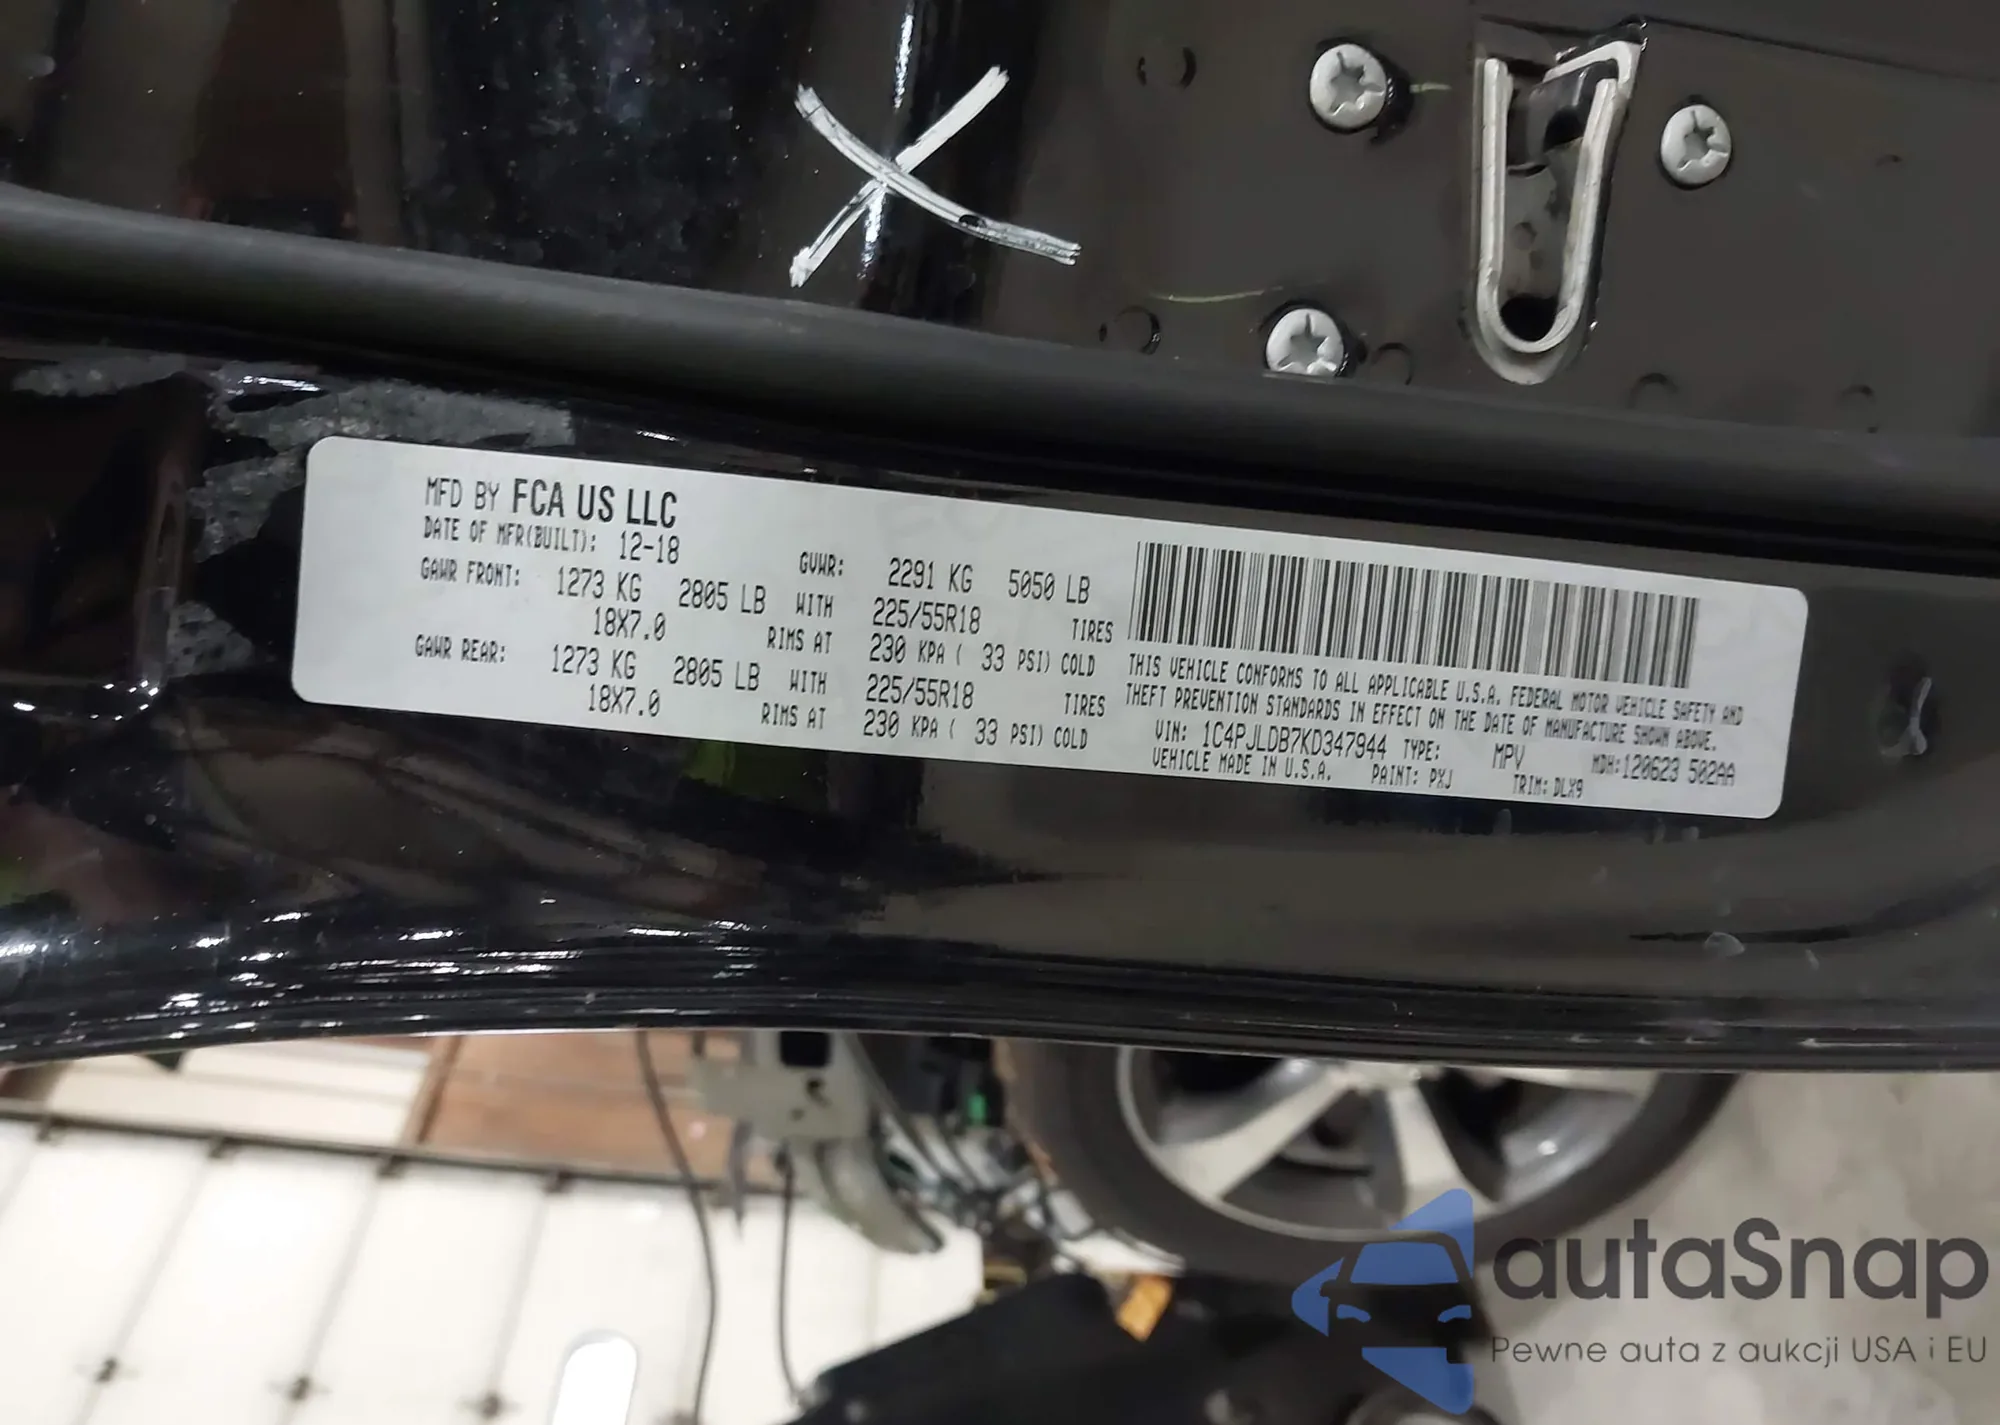 MFD BY FCA US LLC
DATE OF MFR(BUILT): 12-18
GVWR: 2291 KG 5050 LB
GAWR FRONT: 1273 KG 2805 LB WITH 225/55R18 TIRES
18X7.0 RIMS AT 230 KPA ( 33 PSI) COLD
GAWR REAR: 1273 KG 2805 LB WITH 225/55R18 TIRES
18X7.0 RIMS AT 230 KPA ( 33 PSI) COLD
THIS VEHICLE CONFORMS TO ALL APPLICABLE U.S.A. FEDERAL MOTOR VEHICLE SAFETY AND
THEFT PREVENTION STANDARDS IN EFFECT ON THE DATE OF MANUFACTURE SHOWN ABOVE.
VIN: 1C4PJLDB7KD347944 TYPE: MPV MDH:120623 502AA
VEHICLE MADE IN U.S.A. PAINT: PXJ TRIM: DLX9
autaSnap
Pewne auta z aukcji USA i EU